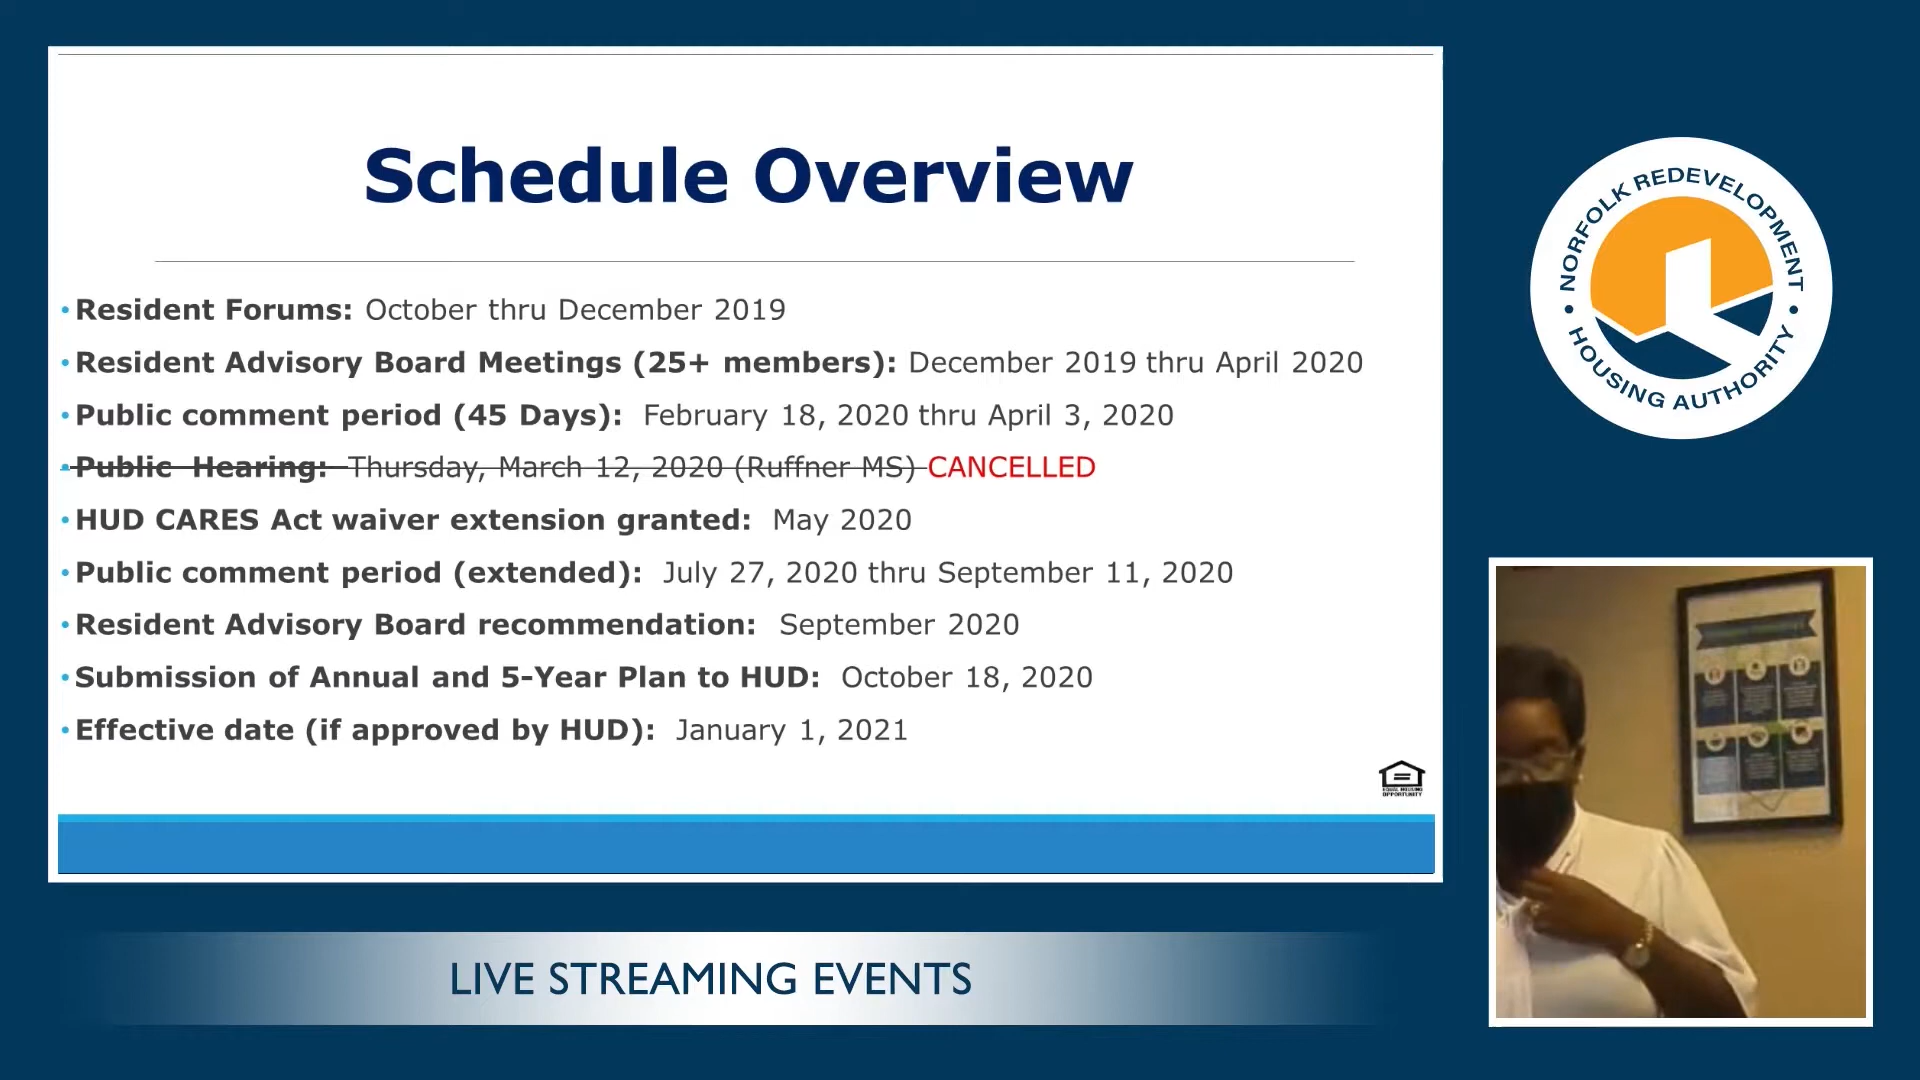 Schedule Overview
• Resident Forums: October thru December 2019
• Resident Advisory Board Meetings (25+ members): December 2019 thru April 2020
• Public comment period (45 Days): February 18, 2020 thru April 3, 2020
• Public Hearing: Thursday, March 12, 2020 (Ruffner MS) CANCELLED
• HUD CARES Act waiver extension granted: May 2020
• Public comment period (extended): July 27, 2020 thru September 11, 2020
• Resident Advisory Board recommendation: September 2020
• Submission of Annual and 5-Year Plan to HUD: October 18, 2020
• Effective date (if approved by HUD): January 1, 2021
EQUAL HOUSING
OPPORTUNITY
LIVE STREAMING EVENTS
NORFOLK REDEVELOPMENT
• HOUSING AUTHORITY •